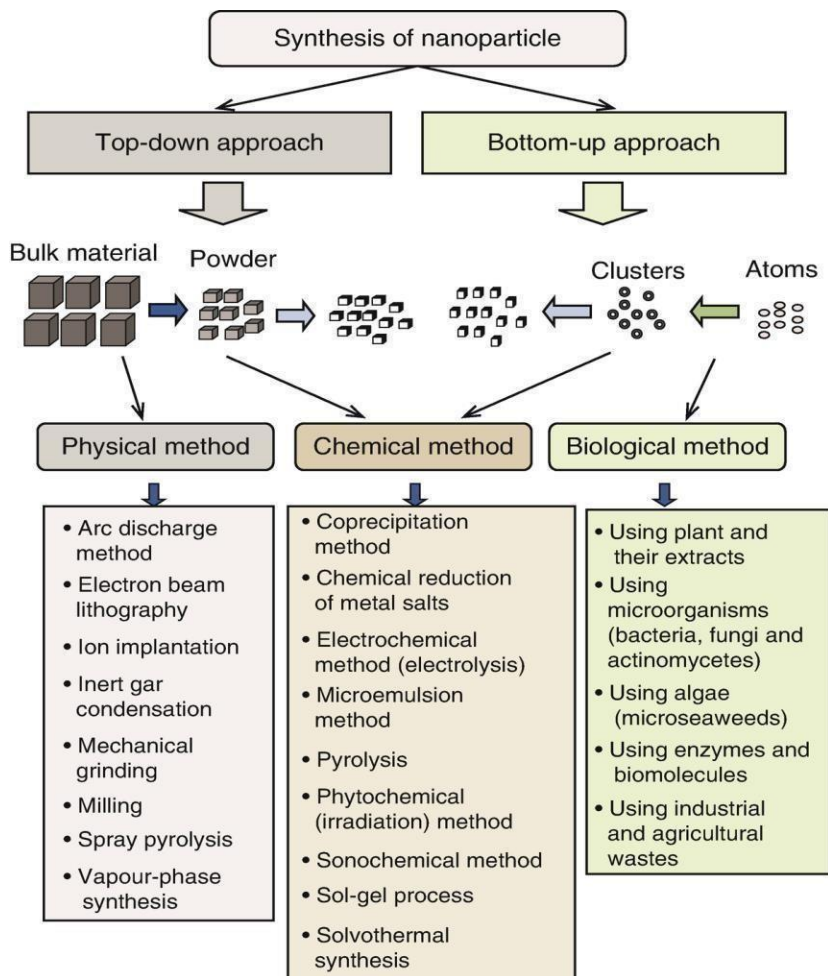 Synthesis of nanoparticle
Top-down approach
Bottom-up approach
Bulk material
Powder
Clusters
Atoms
Physical method
Chemical method
Biological method
• Arc discharge
method
• Electron beam
lithography
• Ion implantation
• Inert gar
condensation
• Mechanical
grinding
• Milling
• Spray pyrolysis
• Vapour-phase
synthesis
• Coprecipitation
method
• Chemical reduction
of metal salts
• Electrochemical
method (electrolysis)
• Microemulsion
method
• Pyrolysis
• Phytochemical
(irradiation) method
• Sonochemical method
• Sol-gel process
• Solvothermal
synthesis
• Using plant and
their extracts
• Using
microorganisms
(bacteria, fungi and
actinomycetes)
• Using algae
(microseaweeds)
• Using enzymes and
biomolecules
• Using industrial
and agricultural
wastes